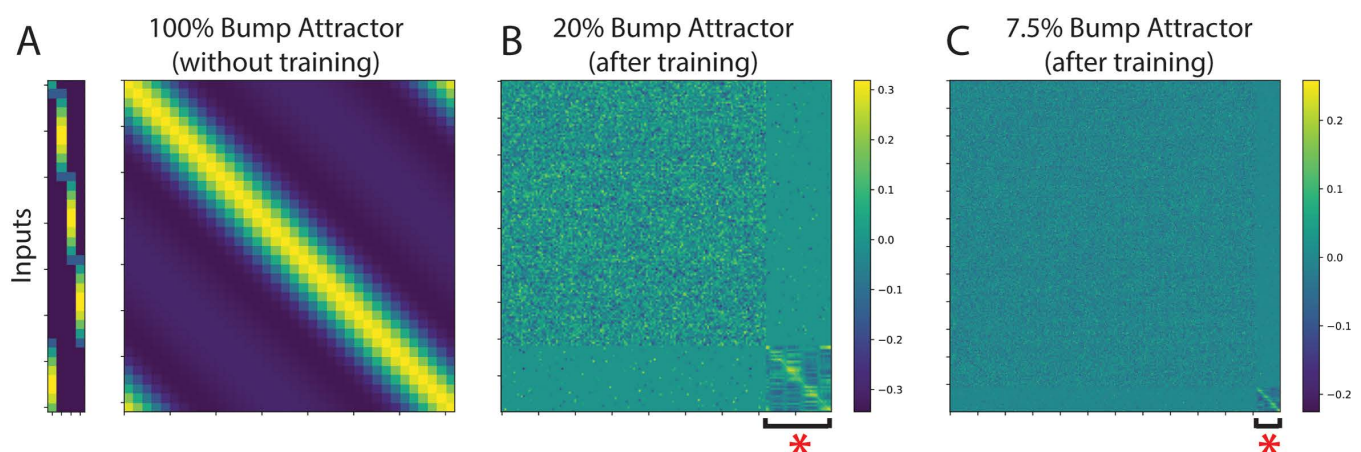 A
100% Bump Attractor
(without training)
Inputs
B
20% Bump Attractor
(after training)
0.3
0.2
0.1
0.0
−0.1
−0.2
−0.3
*
C
7.5% Bump Attractor
(after training)
0.2
0.1
0.0
−0.1
−0.2
*